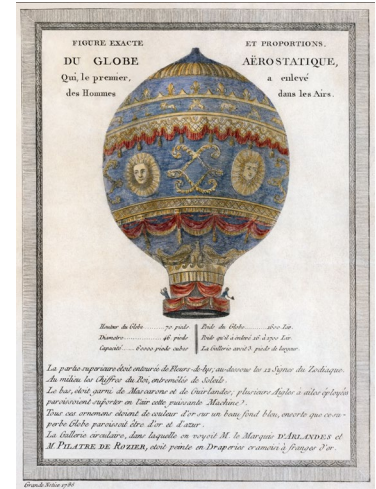 FIGURE EXACTE ET PROPORTIONS,
DU GLOBE AËROSTATIQUE,
Qui, le premier, a enlevé
des Hommes dans les Airs.
Hauteur du Globe ........ 70 pieds
Diametre ........ 46 pieds
Capacité ........ 60000 pieds cubes
Poids du Globe ........ 1600 Liv.
Poids qu'il a enlevé 16 à 1700 Liv.
La Gallerie avoit 3 pieds de largeur.
La partie supérieure étoit entourée de Fleurs-de-lys, au-dessous les 12 Signes du Zodiaque.
Au milieu les Chiffres du Roi, entremêlés de Soleils.
Le bas, étoit garni de Mascarons et de Guirlandes, plusieurs Aigles à ailes éployées
paroissoient suporter en l'air cette puissante Machine.
Tous ces ornemens étoient de couleur d'or sur un beau fond bleu, ensorte que ce su-
perbe Globe paroissoit être d'or et d'azur.
La Gallerie circulaire, dans laquelle on voyoit M. le Marquis D'ARLANDES et
M. PILATRE DE ROZIER, étoit peinte en Draperies cramoisi à franges d'or.
1786